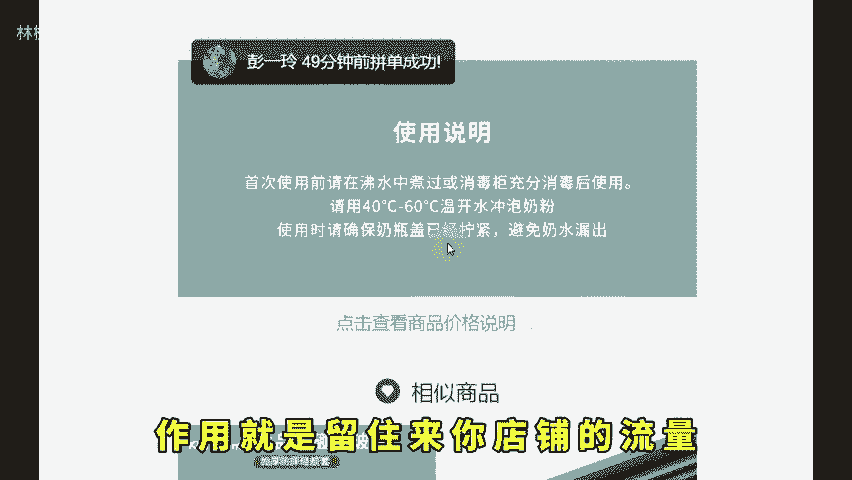 彭一玲 49分钟前拼单成功!
使用说明
首次使用前请在沸水中煮过或消毒柜充分消毒后使用。
请用40℃-60℃温开水冲泡奶粉
使用时请确保奶瓶盖已经拧紧，避免奶水漏出
点击查看商品价格说明
相似商品
作用就是留住来你店铺的流量